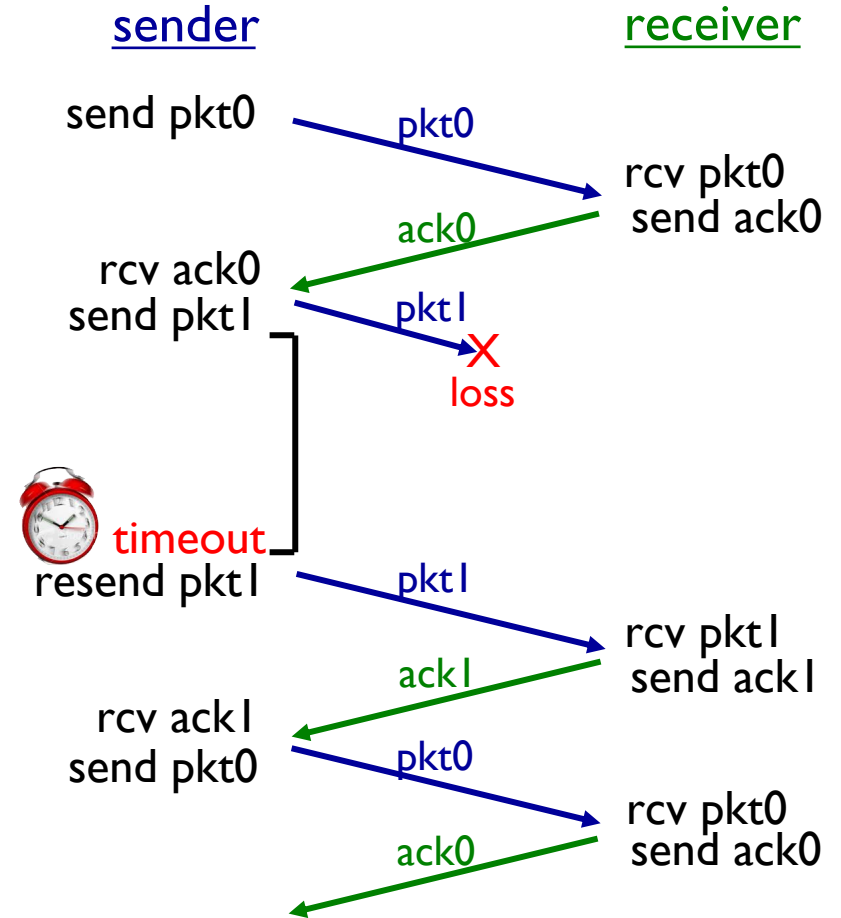 sender
receiver
send pkt0
pkt0
rcv pkt0
send ack0
ack0
rcv ack0
send pkt1
pkt1
X
loss
timeout
resend pkt1
pkt1
rcv pkt1
send ack1
ack1
rcv ack1
send pkt0
pkt0
rcv pkt0
send ack0
ack0